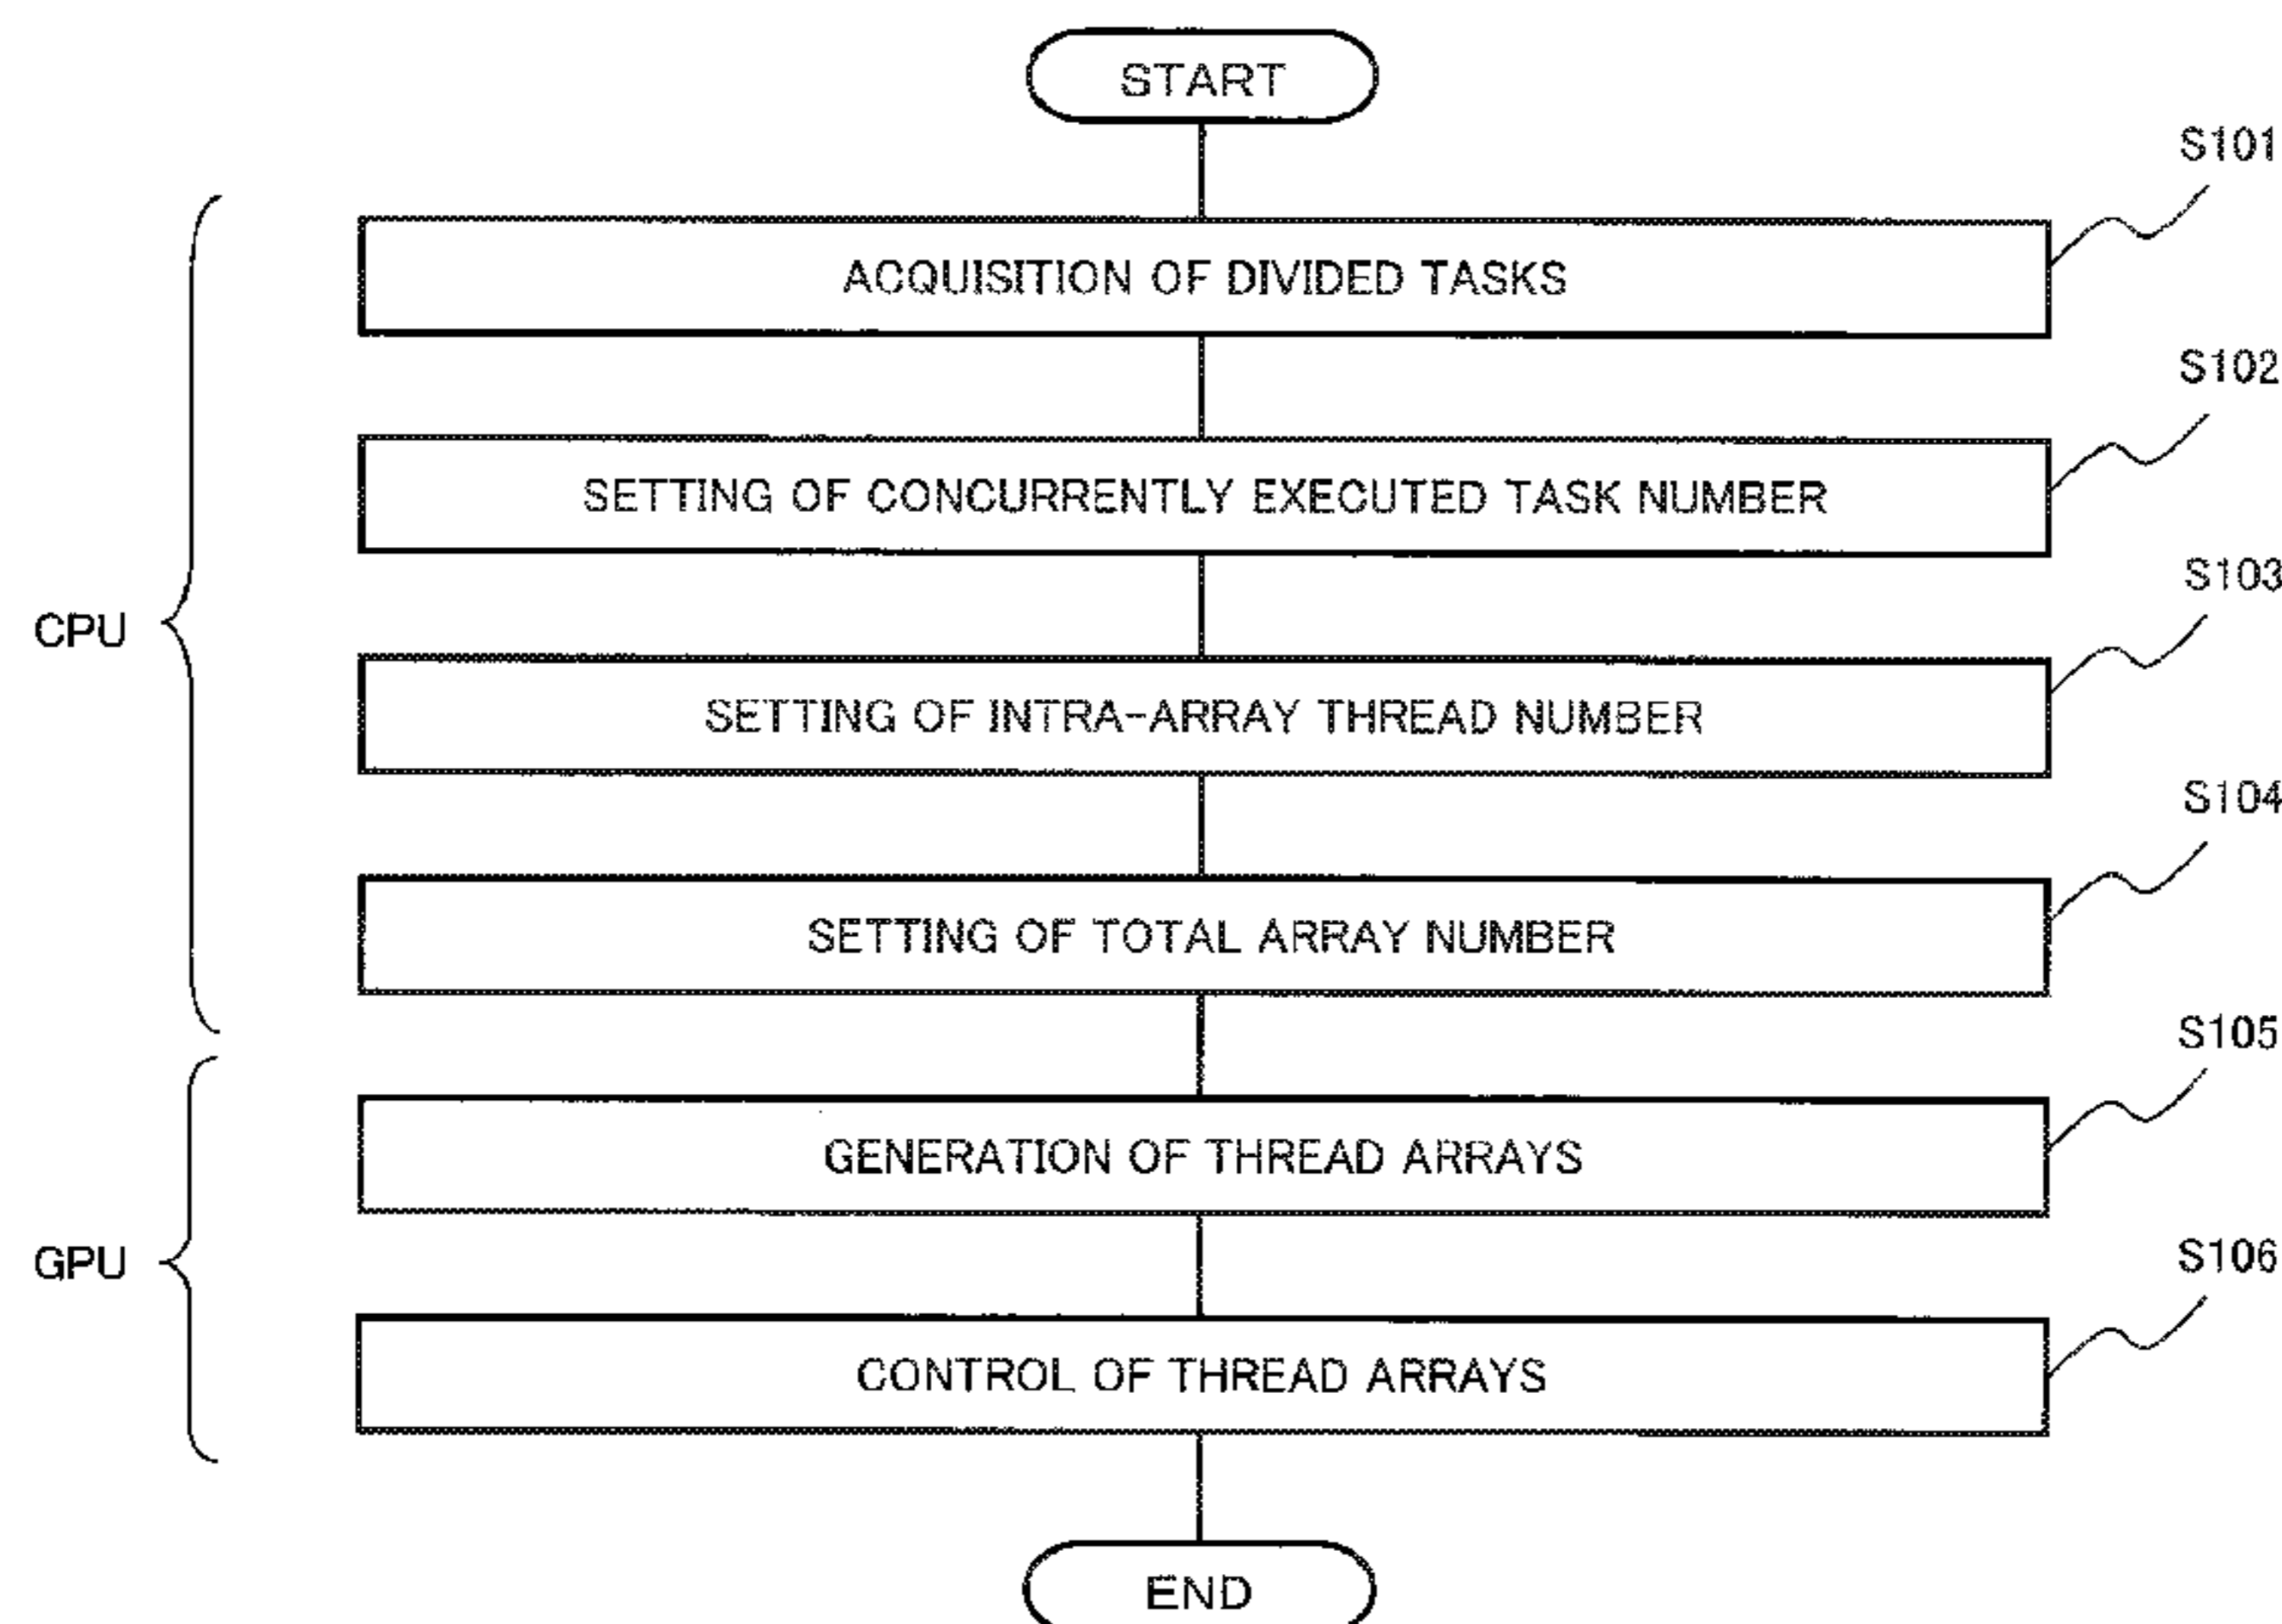 START
S101
ACQUISITION OF DIVIDED TASKS
S102
SETTING OF CONCURRENTLY EXECUTED TASK NUMBER
S103
CPU
SETTING OF INTRA-ARRAY THREAD NUMBER
S104
SETTING OF TOTAL ARRAY NUMBER
S105
GENERATION OF THREAD ARRAYS
S106
GPU
CONTROL OF THREAD ARRAYS
END